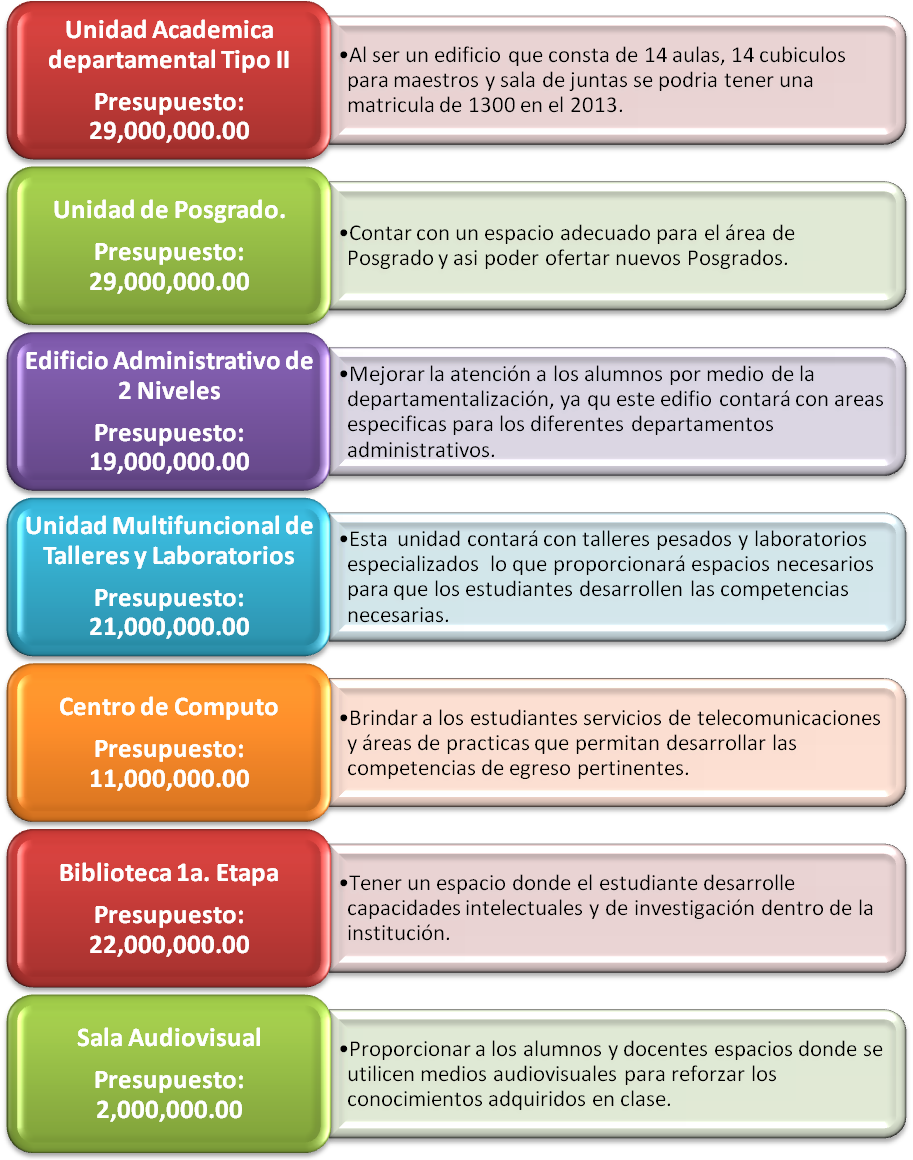 Unidad Academica
departamental Tipo II
Presupuesto:
29,000,000.00
•Al ser un edificio que consta de 14 aulas, 14 cubiculos
para maestros y sala de juntas se podria tener una
matricula de 1300 en el 2013.
Unidad de Posgrado.
Presupuesto:
29,000,000.00
•Contar con un espacio adecuado para el área de
Posgrado y asi poder ofertar nuevos Posgrados.
Edificio Administrativo de
2 Niveles
Presupuesto:
19,000,000.00
•Mejorar la atención a los alumnos por medio de la
departamentalización, ya qu este edifio contará con areas
especificas para los diferentes departamentos
administrativos.
Unidad Multifuncional de
Talleres y Laboratorios
Presupuesto:
21,000,000.00
•Esta unidad contará con talleres pesados y laboratorios
especializados lo que proporcionará espacios necesarios
para que los estudiantes desarrollen las competencias
necesarias.
Centro de Computo
Presupuesto:
11,000,000.00
•Brindar a los estudiantes servicios de telecomunicaciones
y áreas de practicas que permitan desarrollar las
competencias de egreso pertinentes.
Biblioteca 1a. Etapa
Presupuesto:
22,000,000.00
•Tener un espacio donde el estudiante desarrolle
capacidades intelectuales y de investigación dentro de la
institución.
Sala Audiovisual
Presupuesto:
2,000,000.00
•Proporcionar a los alumnos y docentes espacios donde se
utilicen medios audiovisuales para reforzar los
conocimientos adquiridos en clase.